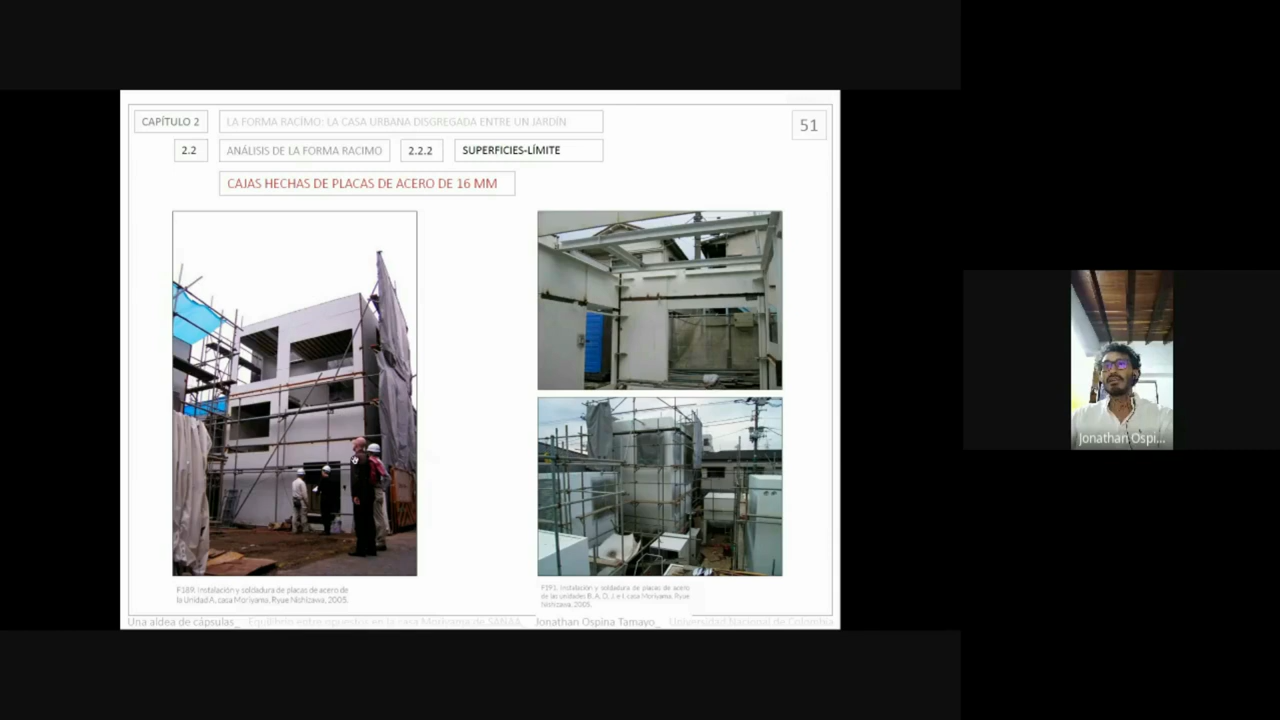 CAPÍTULO 2
LA FORMA RACÍMO: LA CASA URBANA DISGREGADA ENTRE UN JARDÍN
51
2.2
ANÁLISIS DE LA FORMA RACIMO
2.2.2
SUPERFICIES-LÍMITE
CAJAS HECHAS DE PLACAS DE ACERO DE 16 MM
F189. Instalación y soldadura de placas de acero de
la Unidad A, casa Moriyama, Ryue Nishizawa, 2005.
F191. Instalación y soldadura de placas de acero
de las unidades B, A, D, J e I, casa Moriyama, Ryue
Nishizawa, 2005.
Una aldea de cápsulas_ Equilibrio entre opuestos en la casa Moriyama de SANAA_ Jonathan Ospina Tamayo_ Universidad Nacional de Colombia
Jonathan Ospi...